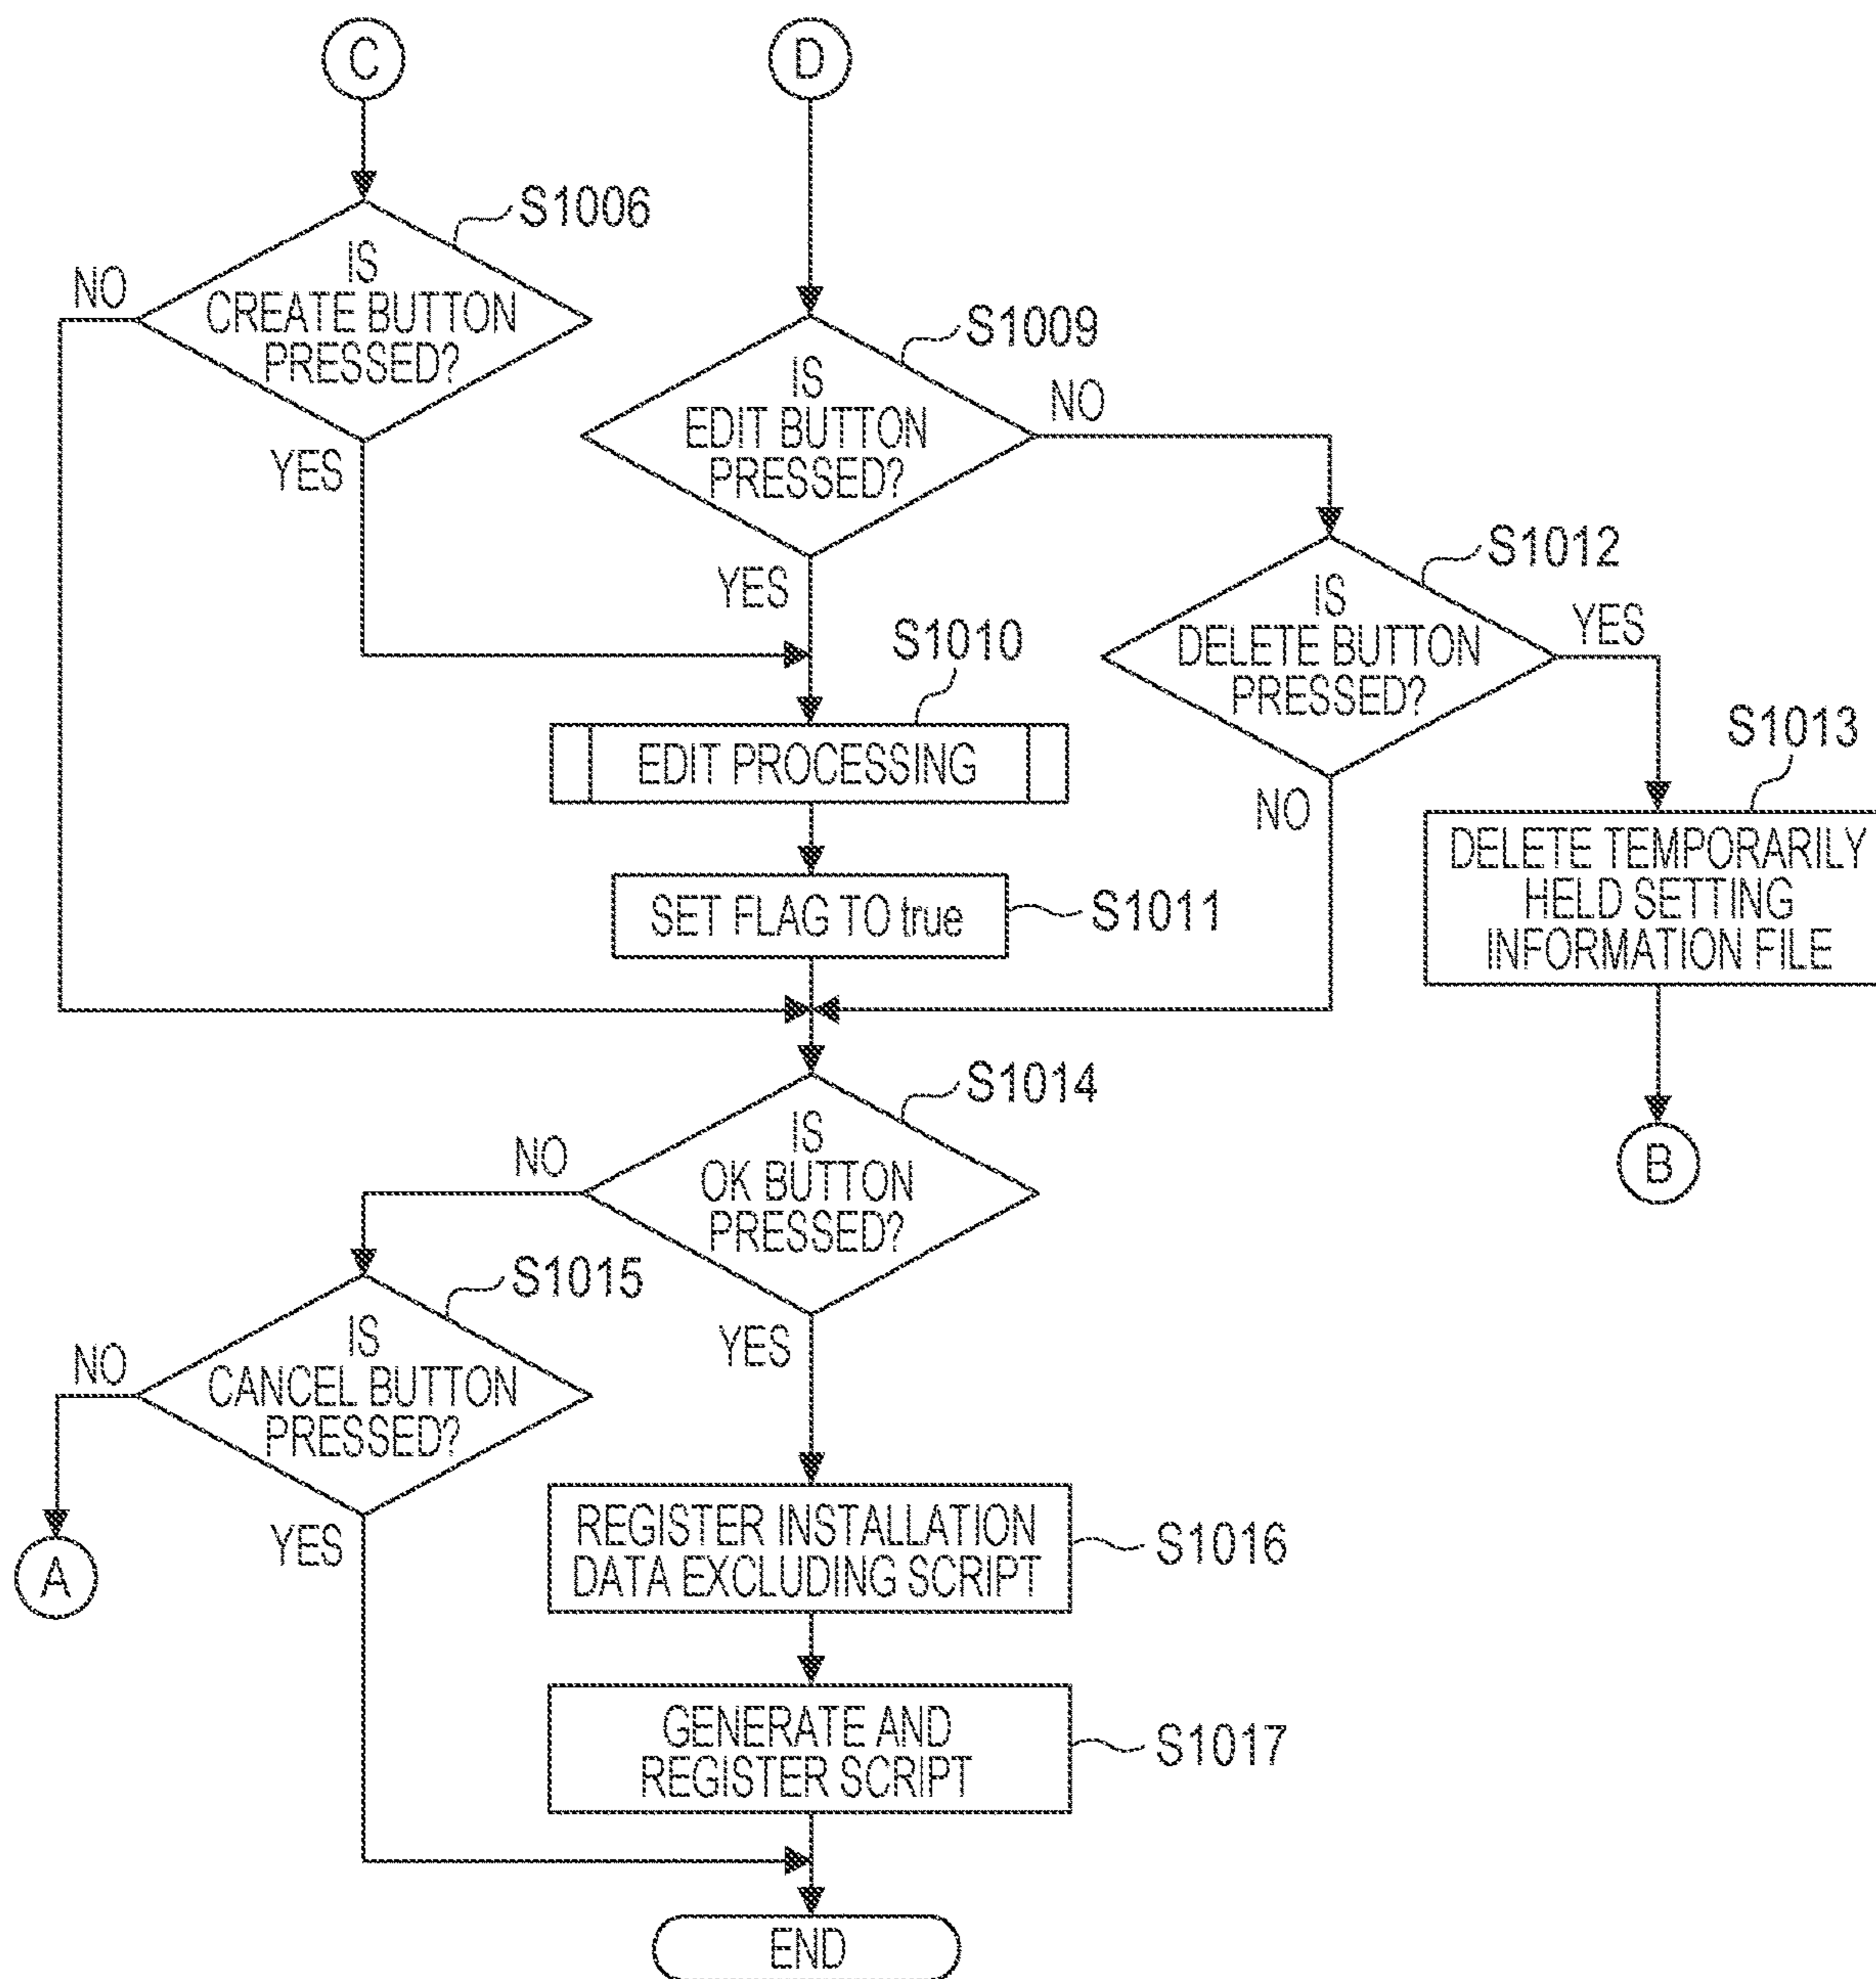 C
D
S1006
IS
CREATE BUTTON
PRESSED?
NO
YES
S1009
IS
EDIT BUTTON
PRESSED?
NO
YES
S1012
IS
DELETE BUTTON
PRESSED?
YES
NO
S1010
EDIT PROCESSING
S1013
DELETE TEMPORARILY
HELD SETTING
INFORMATION FILE
SET FLAG TO true
S1011
B
S1014
IS
OK BUTTON
PRESSED?
NO
YES
S1015
IS
CANCEL BUTTON
PRESSED?
NO
YES
A
REGISTER INSTALLATION
DATA EXCLUDING SCRIPT
S1016
GENERATE AND
REGISTER SCRIPT
S1017
END